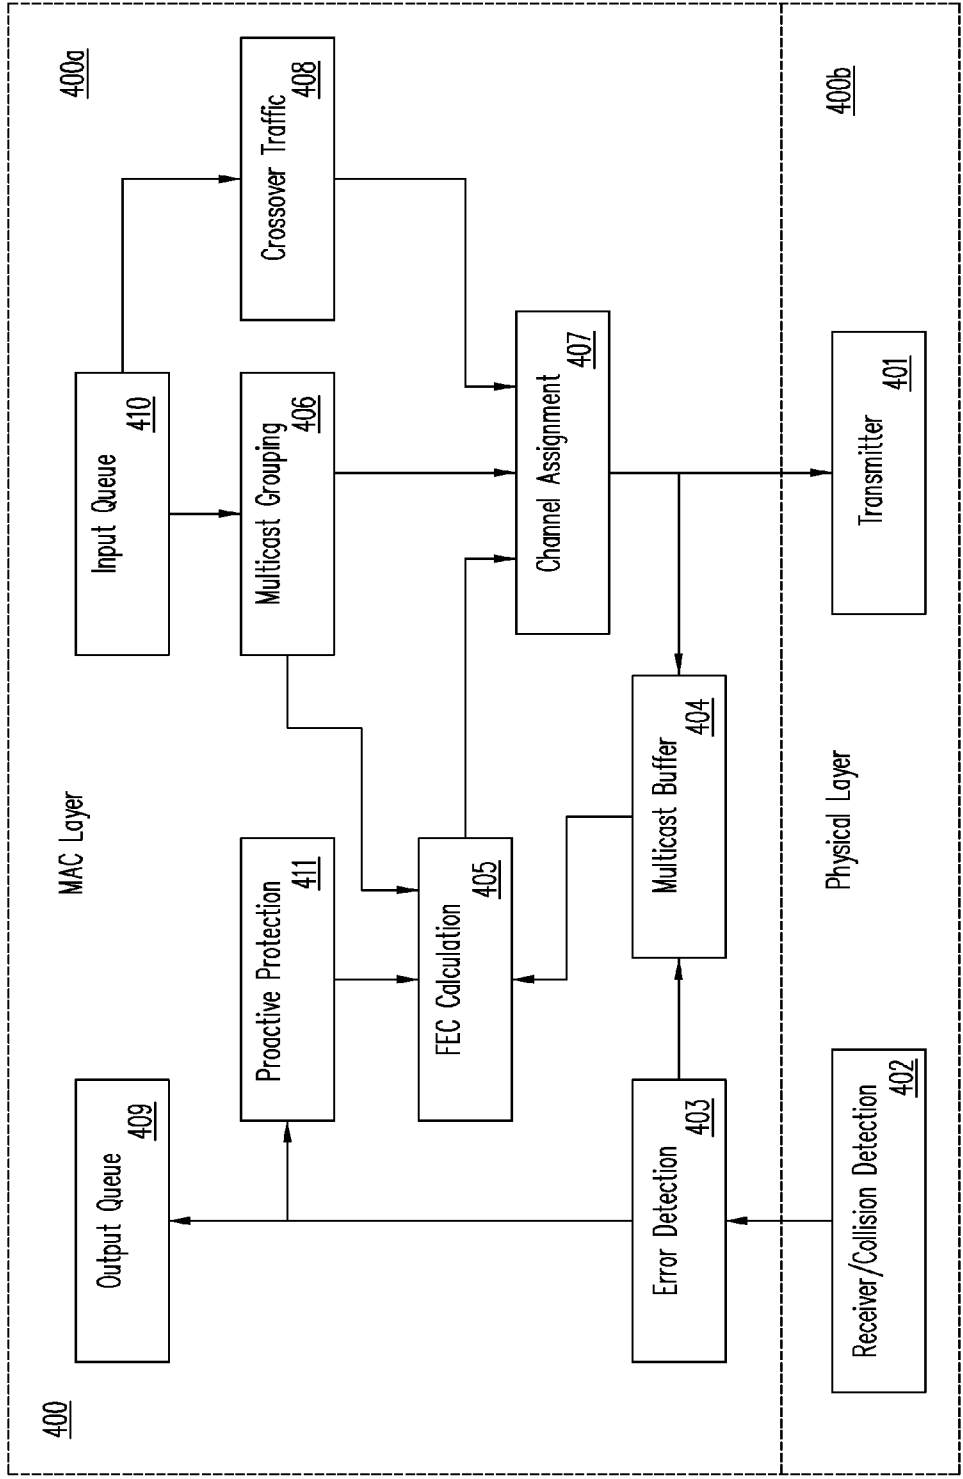 400
MAC Layer
400a
Output Queue
409
Input Queue
410
Proactive Protection
411
Multicast Grouping
406
Crossover Traffic
408
FEC Calculation
405
Channel Assignment
407
Error Detection
403
Multicast Buffer
404
Physical Layer
400b
Receiver/Collision Detection
402
Transmitter
401